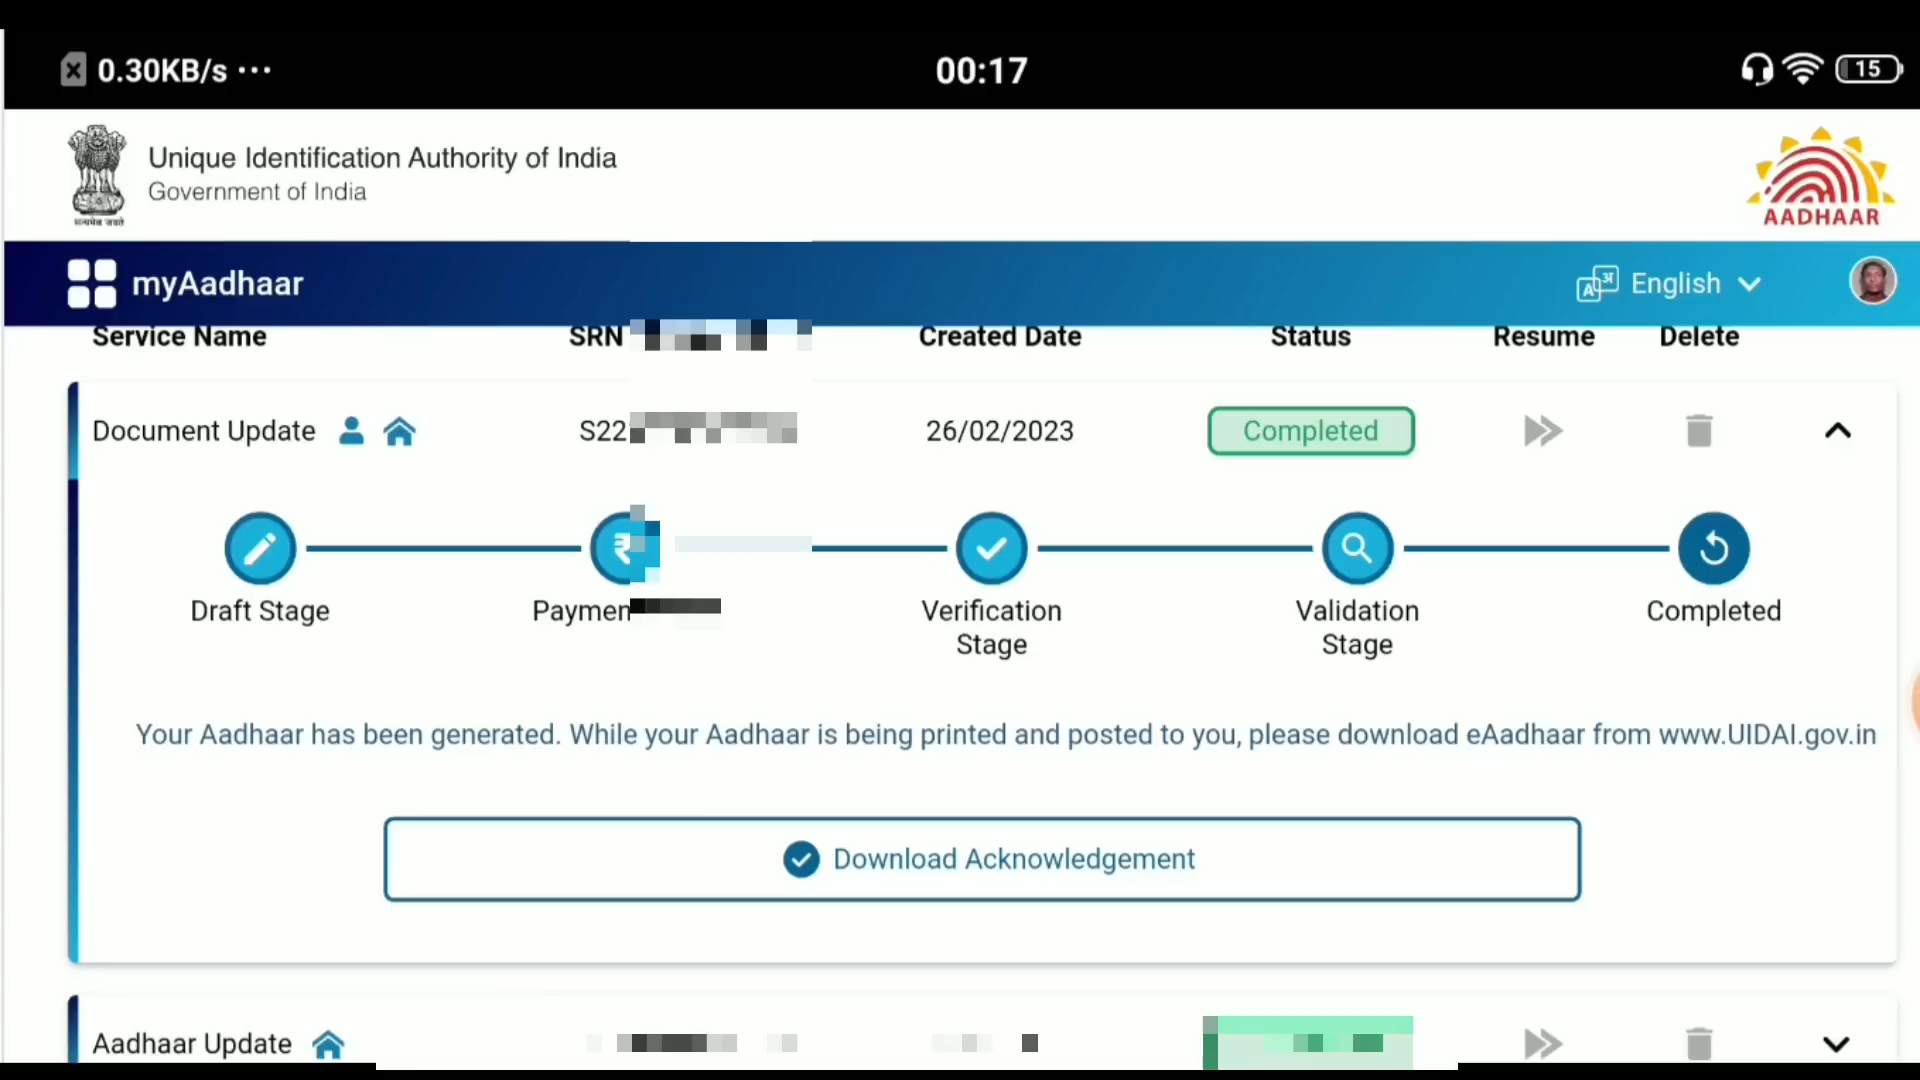 0.30KB/s ...
00:17
15
Unique Identification Authority of India
Government of India
सत्यमेव जयते
AADHAAR
myAadhaar
English
Service Name SRN Created Date Status Resume Delete
Document Update S22 26/02/2023 Completed
Draft Stage
Paymen
Verification
Stage
Validation
Stage
Completed
Your Aadhaar has been generated. While your Aadhaar is being printed and posted to you, please download eAadhaar from www.UIDAI.gov.in
Download Acknowledgement
Aadhaar Update